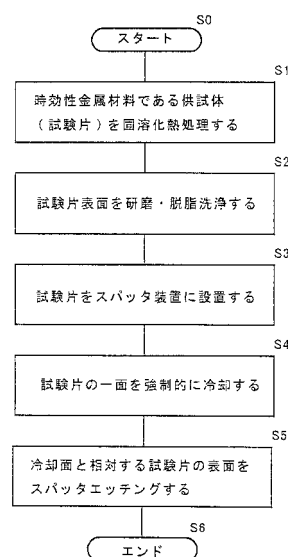 S0
スタート
S1
時効性金属材料である供試体
(試験片)を固溶化熱処理する
S2
試験片表面を研磨・脱脂洗浄する
S3
試験片をスパッタ装置に設置する
S4
試験片の一面を強制的に冷却する
S5
冷却面と相対する試験片の表面を
スパッタエッチングする
S6
エンド